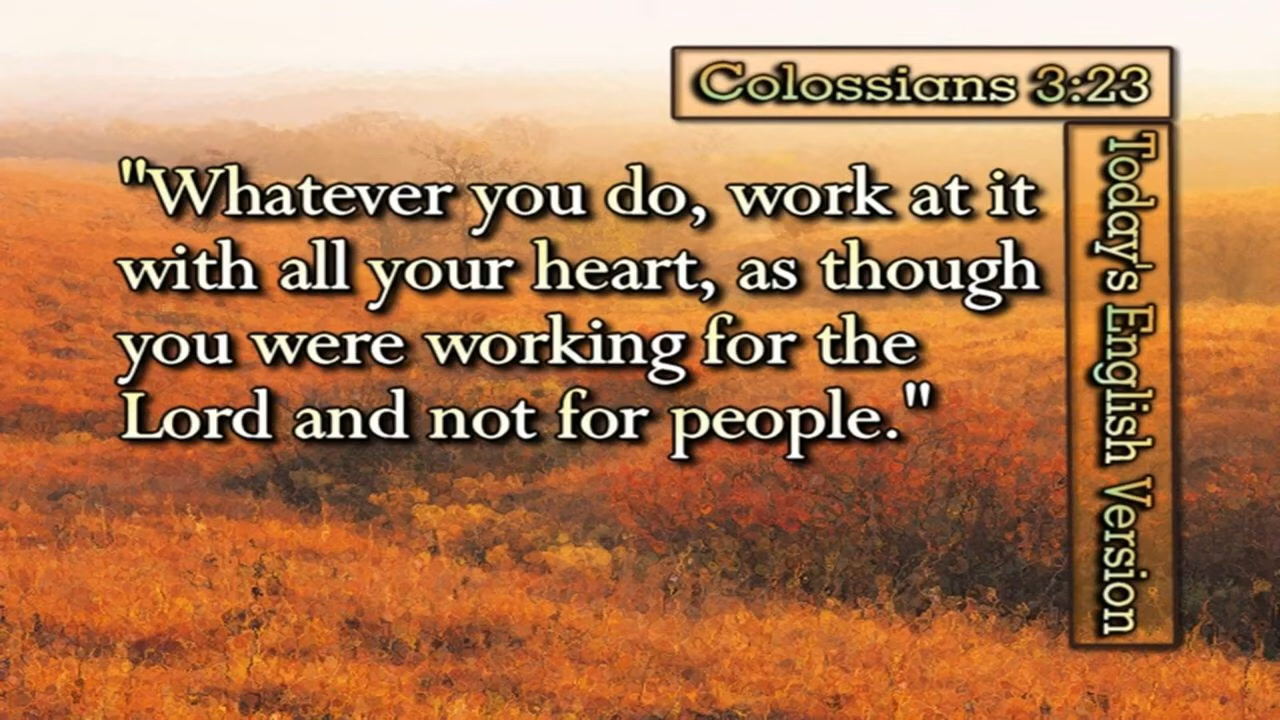 Colossians 3:23
Today's English Version
"Whatever you do, work at it
with all your heart, as though
you were working for the
Lord and not for people."